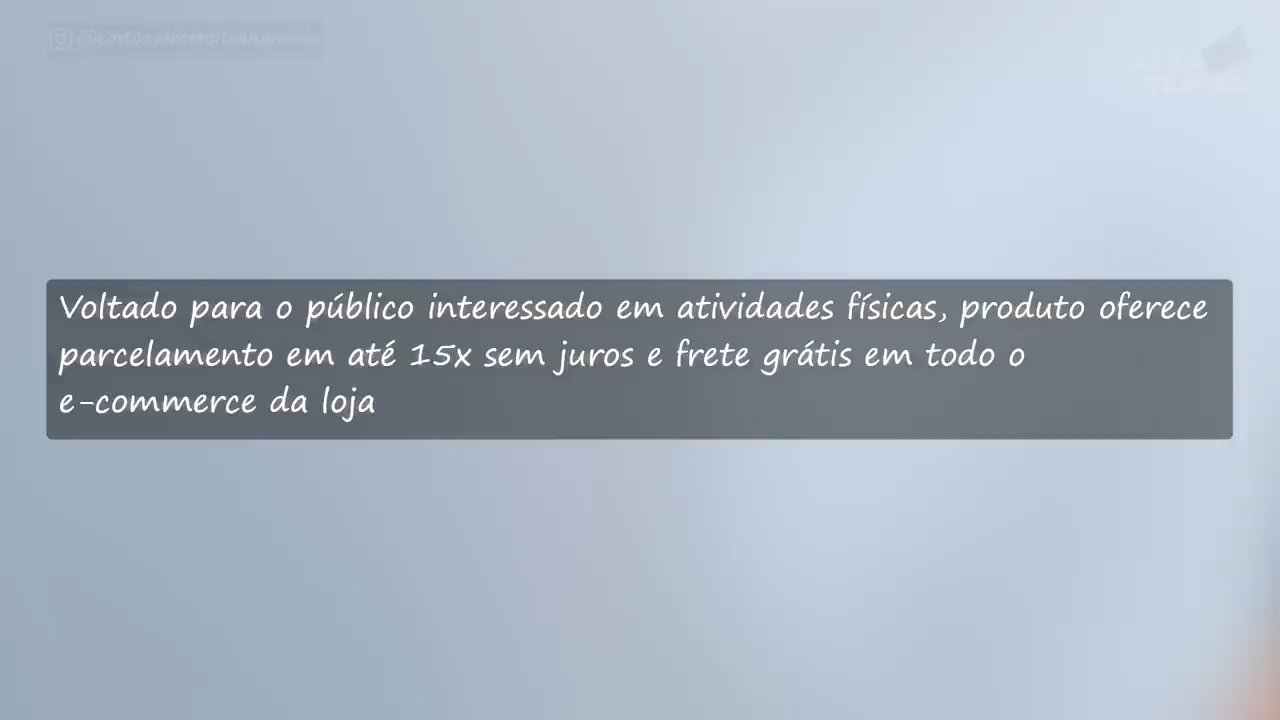 Voltado para o público interessado em atividades físicas, produto oferece
parcelamento em até 15x sem juros e frete grátis em todo o
e-commerce da loja